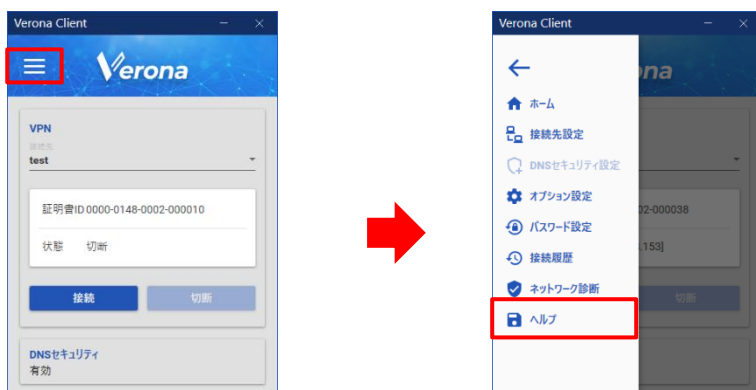 Verona Client
Verona
VPN
接続先
test
証明書ID 0000-0148-0002-000010
状態 切断
接続 切断
DNSセキュリティ
有効
Verona Client
na
ホーム
接続先設定
DNSセキュリティ設定
オプション設定
パスワード設定
接続履歴
ネットワーク診断
ヘルプ
02-000038
.153]
切断